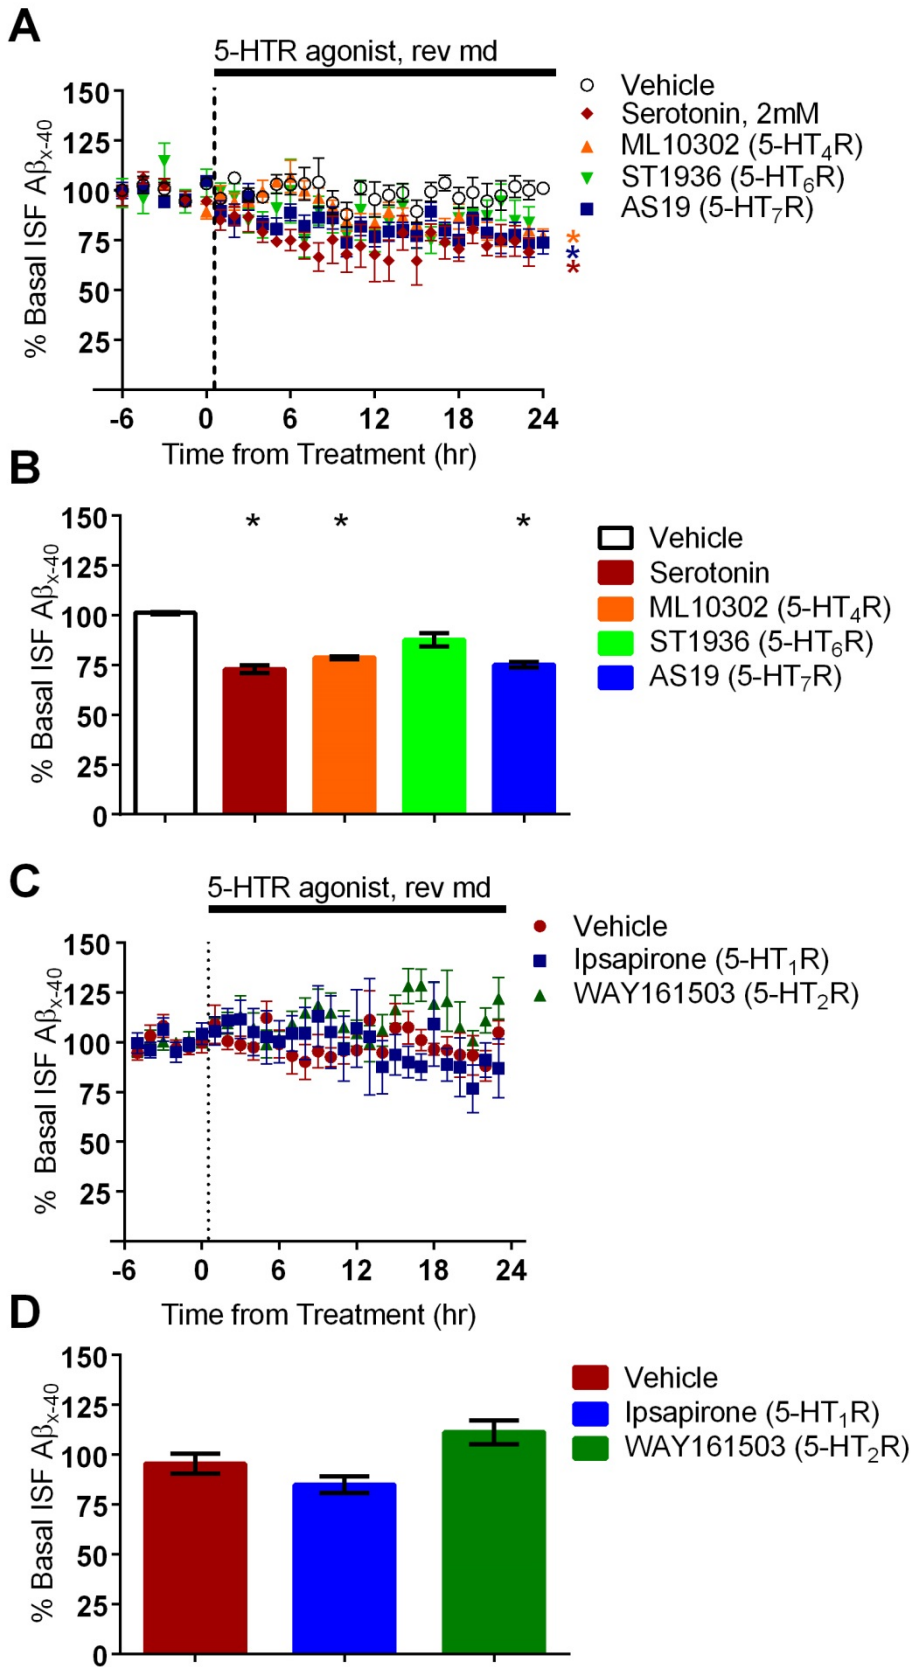 A
5-HTR agonist, rev md
Vehicle
Serotonin, 2mM
ML10302 (5-HT₄R)
ST1936 (5-HT₆R)
AS19 (5-HT₇R)
% Basal ISF Aβₓ₋₄₀
150
125
100
75
50
25
*
*
*
-6 0 6 12 18 24
Time from Treatment (hr)
B
% Basal ISF Aβₓ₋₄₀
150
125
100
75
50
25
0
* * *
Vehicle
Serotonin
ML10302 (5-HT₄R)
ST1936 (5-HT₆R)
AS19 (5-HT₇R)
C
5-HTR agonist, rev md
Vehicle
Ipsapirone (5-HT₁R)
WAY161503 (5-HT₂R)
% Basal ISF Aβₓ₋₄₀
150
125
100
75
50
25
-6 0 6 12 18 24
Time from Treatment (hr)
D
% Basal ISF Aβₓ₋₄₀
150
125
100
75
50
25
0
Vehicle
Ipsapirone (5-HT₁R)
WAY161503 (5-HT₂R)